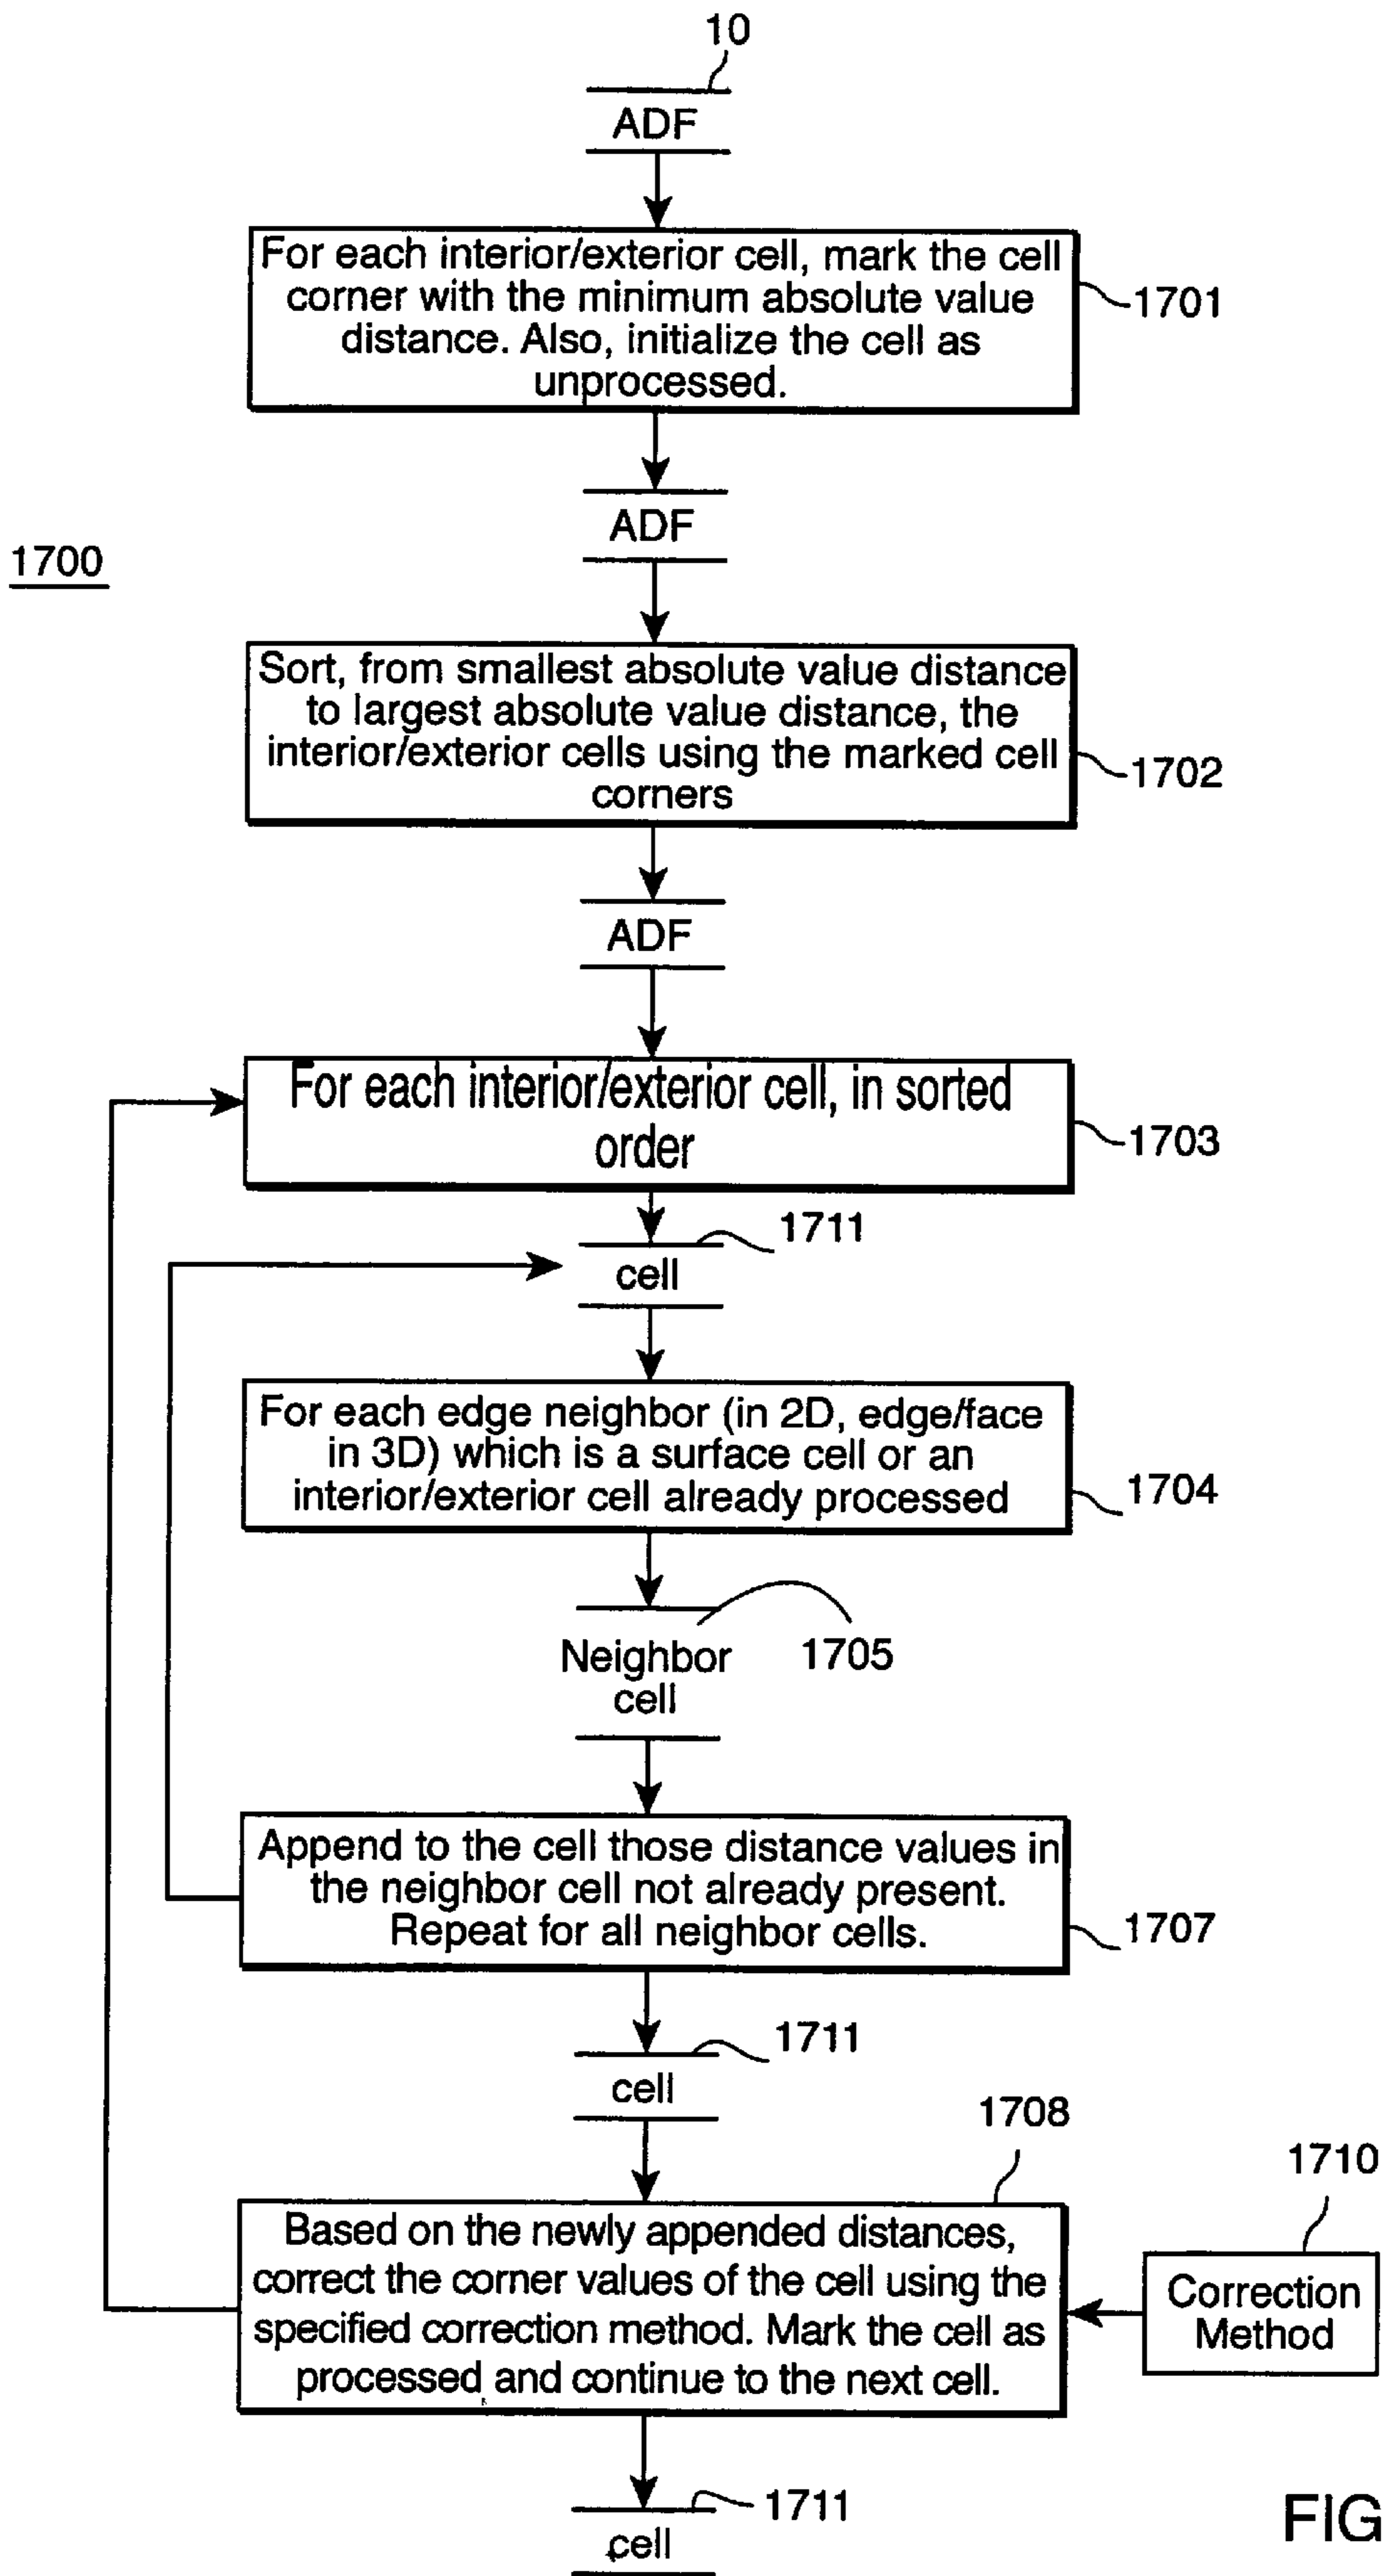 10
ADF
For each interior/exterior cell, mark the cell
corner with the minimum absolute value
distance. Also, initialize the cell as
unprocessed.
1701
ADF
1700
Sort, from smallest absolute value distance
to largest absolute value distance, the
interior/exterior cells using the marked cell
corners
1702
ADF
For each interior/exterior cell, in sorted
order
1703
1711
cell
For each edge neighbor (in 2D, edge/face
in 3D) which is a surface cell or an
interior/exterior cell already processed
1704
Neighbor
cell
1705
Append to the cell those distance values in
the neighbor cell not already present.
Repeat for all neighbor cells.
1707
1711
cell
1708
1710
Based on the newly appended distances,
correct the corner values of the cell using the
specified correction method. Mark the cell as
processed and continue to the next cell.
Correction
Method
1711
cell
FIG